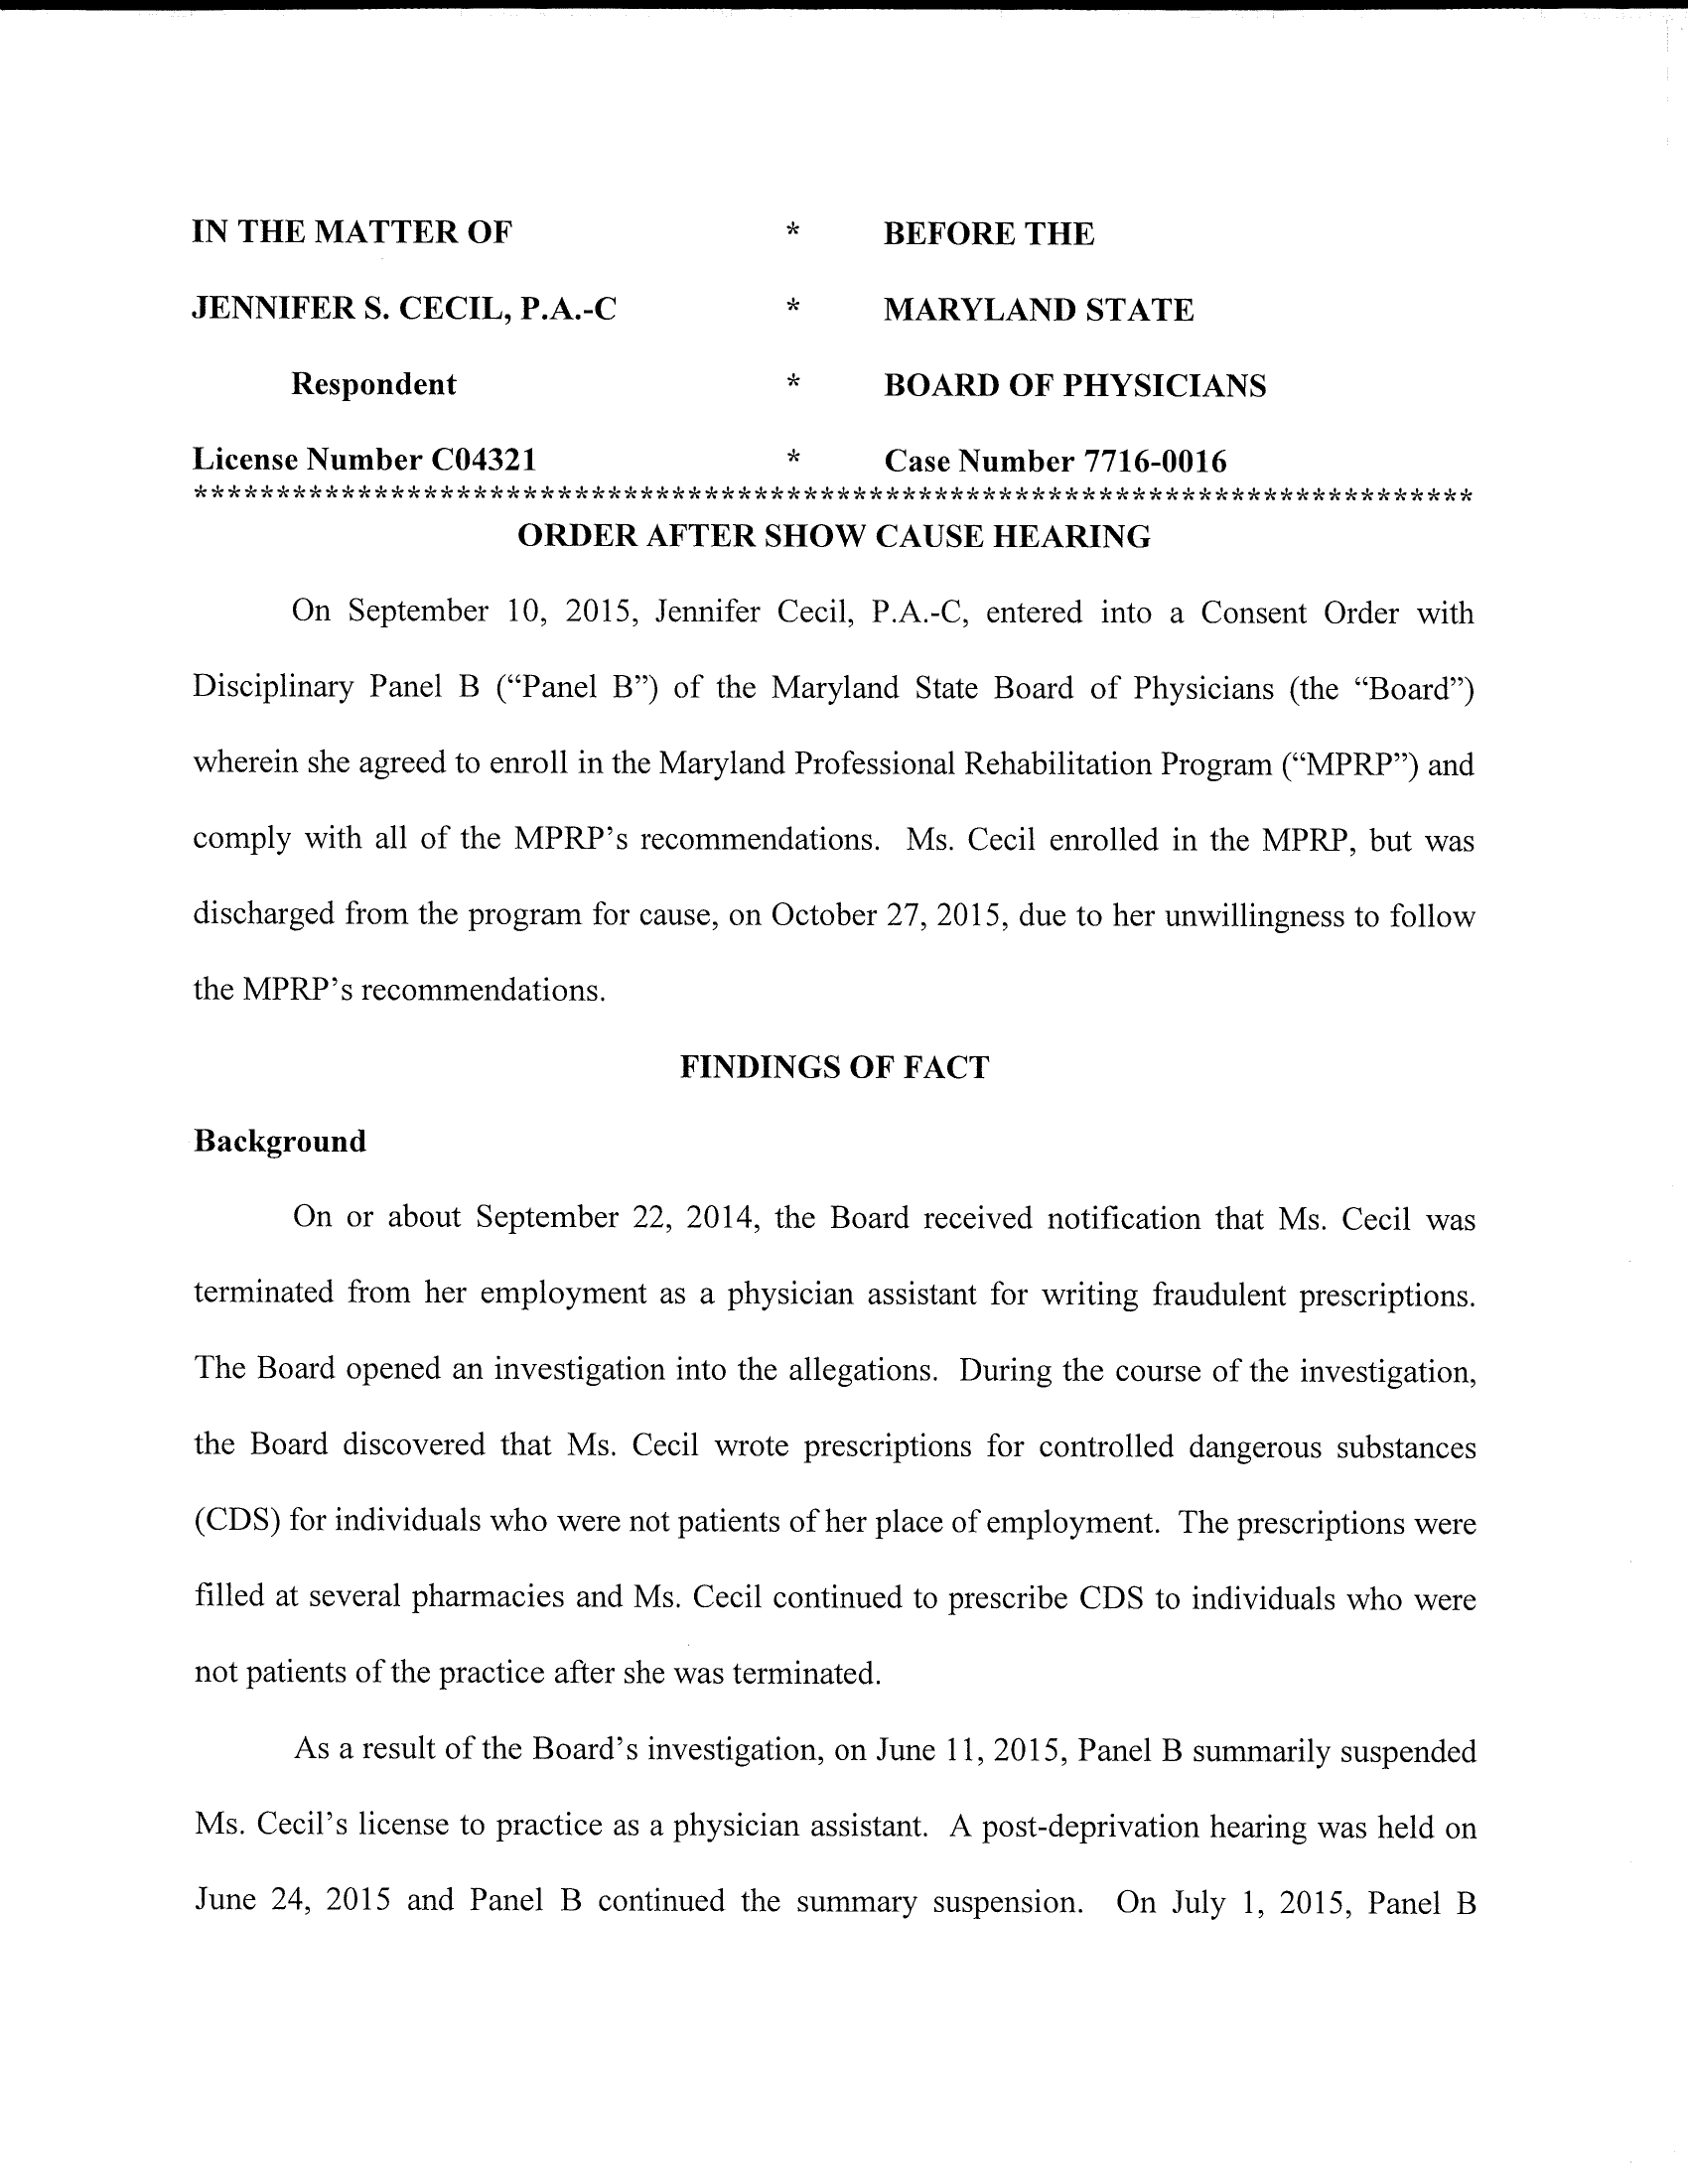 IN THE MATTER OF * BEFORE THE
JENNIFER S. CECIL, P.A.-C * MARYLAND STATE
Respondent * BOARD OF PHYSICIANS
License Number C04321 * Case Number 7716-0016
******************************************************************************
ORDER AFTER SHOW CAUSE HEARING
On September 10, 2015, Jennifer Cecil, P.A.-C, entered into a Consent Order with
Disciplinary Panel B (“Panel B”) of the Maryland State Board of Physicians (the “Board”)
wherein she agreed to enroll in the Maryland Professional Rehabilitation Program (“MPRP”) and
comply with all of the MPRP’s recommendations. Ms. Cecil enrolled in the MPRP, but was
discharged from the program for cause, on October 27, 2015, due to her unwillingness to follow
the MPRP’s recommendations.
FINDINGS OF FACT
Background
On or about September 22, 2014, the Board received notification that Ms. Cecil was
terminated from her employment as a physician assistant for writing fraudulent prescriptions.
The Board opened an investigation into the allegations. During the course of the investigation,
the Board discovered that Ms. Cecil wrote prescriptions for controlled dangerous substances
(CDS) for individuals who were not patients of her place of employment. The prescriptions were
filled at several pharmacies and Ms. Cecil continued to prescribe CDS to individuals who were
not patients of the practice after she was terminated.
As a result of the Board’s investigation, on June 11, 2015, Panel B summarily suspended
Ms. Cecil’s license to practice as a physician assistant. A post-deprivation hearing was held on
June 24, 2015 and Panel B continued the summary suspension. On July 1, 2015, Panel B